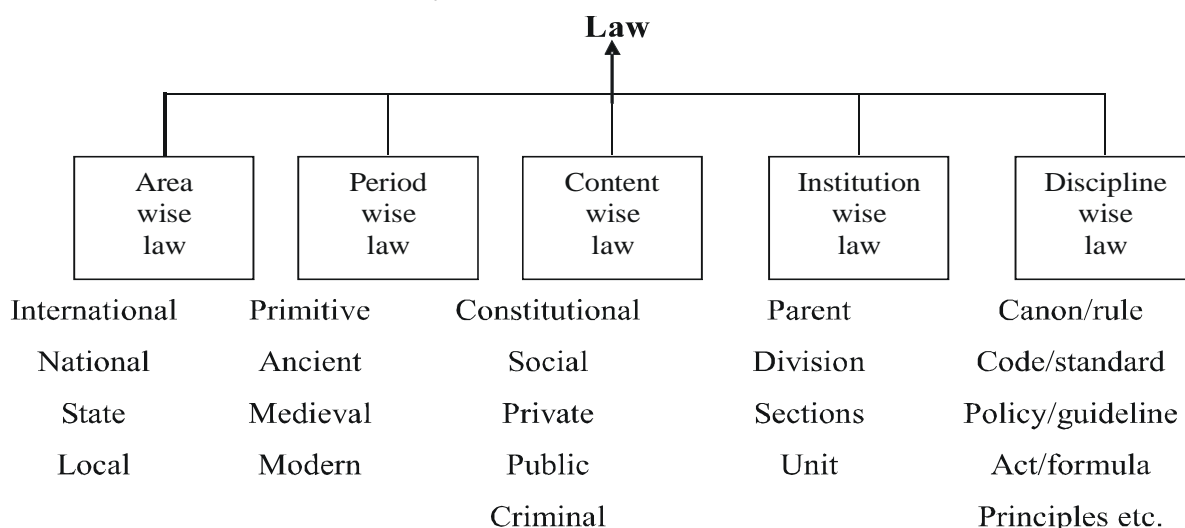 Law
Area
wise
law
Period
wise
law
Content
wise
law
Institution
wise
law
Discipline
wise
law
International Primitive Constitutional Parent Canon/rule
National Ancient Social Division Code/standard
State Medieval Private Sections Policy/guideline
Local Modern Public Unit Act/formula
Criminal Principles etc.